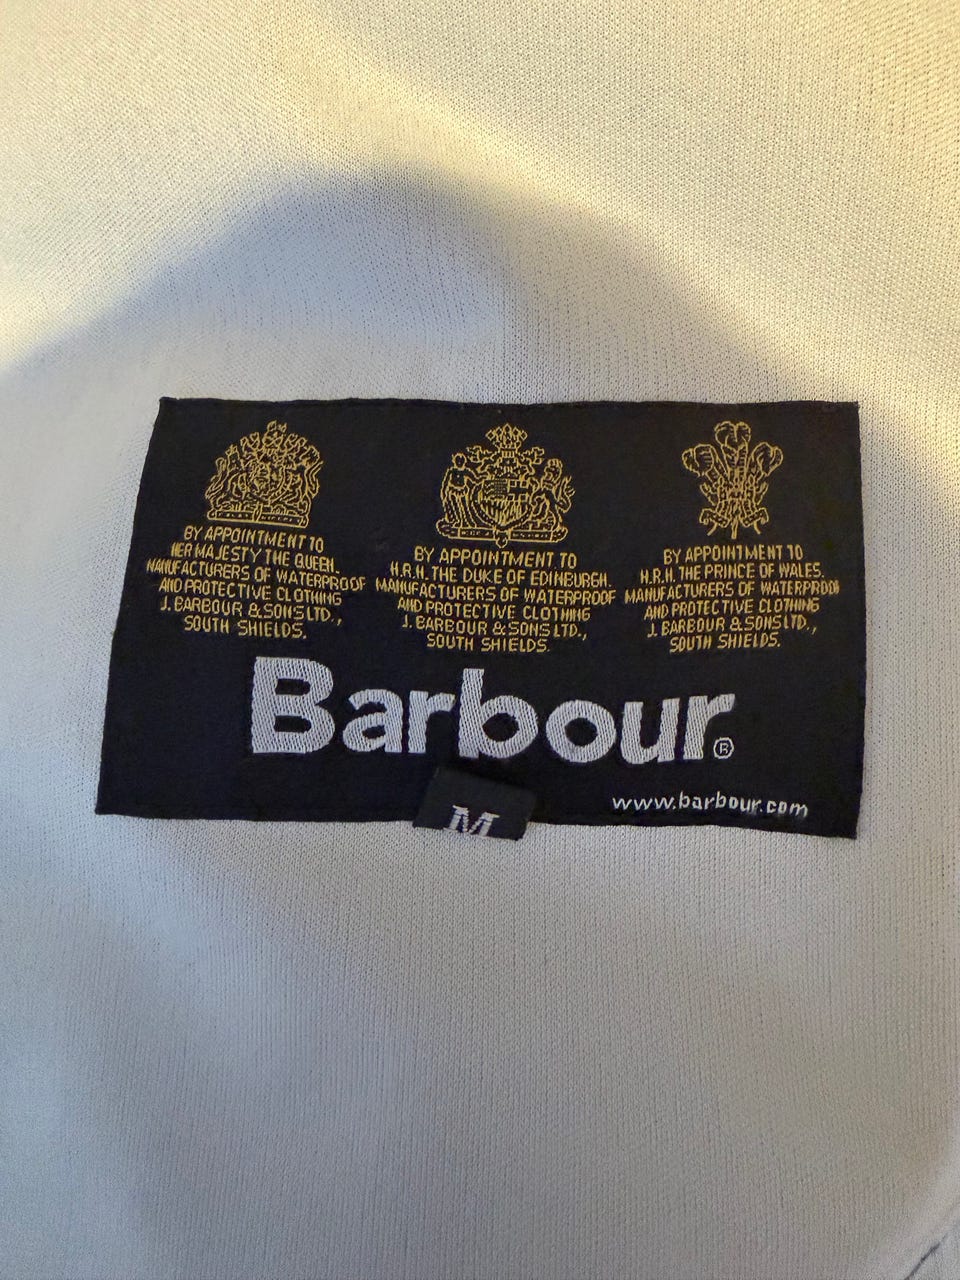 BY APPOINTMENT TO
HER MAJESTY THE QUEEN.
MANUFACTURERS OF WATERPROOF
AND PROTECTIVE CLOTHING
J. BARBOUR & SONS LTD.,
SOUTH SHIELDS.
BY APPOINTMENT TO
H.R.H. THE DUKE OF EDINBURGH.
MANUFACTURERS OF WATERPROOF
AND PROTECTIVE CLOTHING
J. BARBOUR & SONS LTD.,
SOUTH SHIELDS.
BY APPOINTMENT TO
H.R.H. THE PRINCE OF WALES.
MANUFACTURERS OF WATERPROOF
AND PROTECTIVE CLOTHING
J. BARBOUR & SONS LTD.,
SOUTH SHIELDS.
Barbour®
www.barbour.com
M